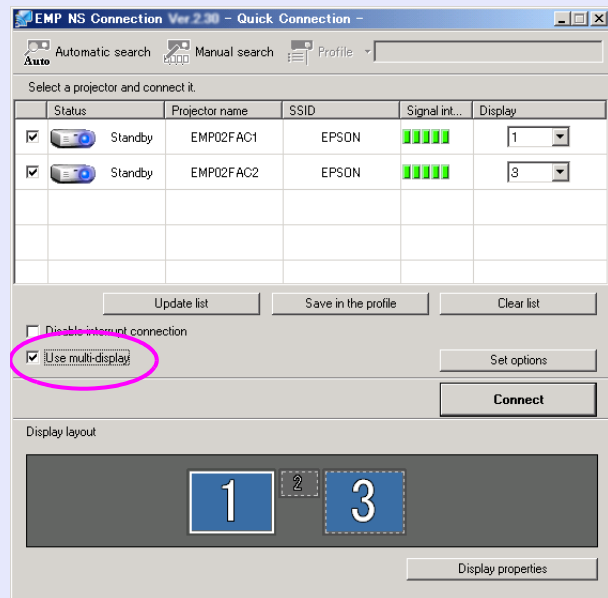 EMP NS Connection Ver.2.30 - Quick Connection -
Auto Automatic search Manual search Profile
Select a projector and connect it.
Status Projector name SSID Signal int... Display
Standby EMP02FAC1 EPSON 1
Standby EMP02FAC2 EPSON 3
Update list Save in the profile Clear list
Disable interrupt connection
Use multi-display Set options
Connect
Display layout
1 2 3
Display properties